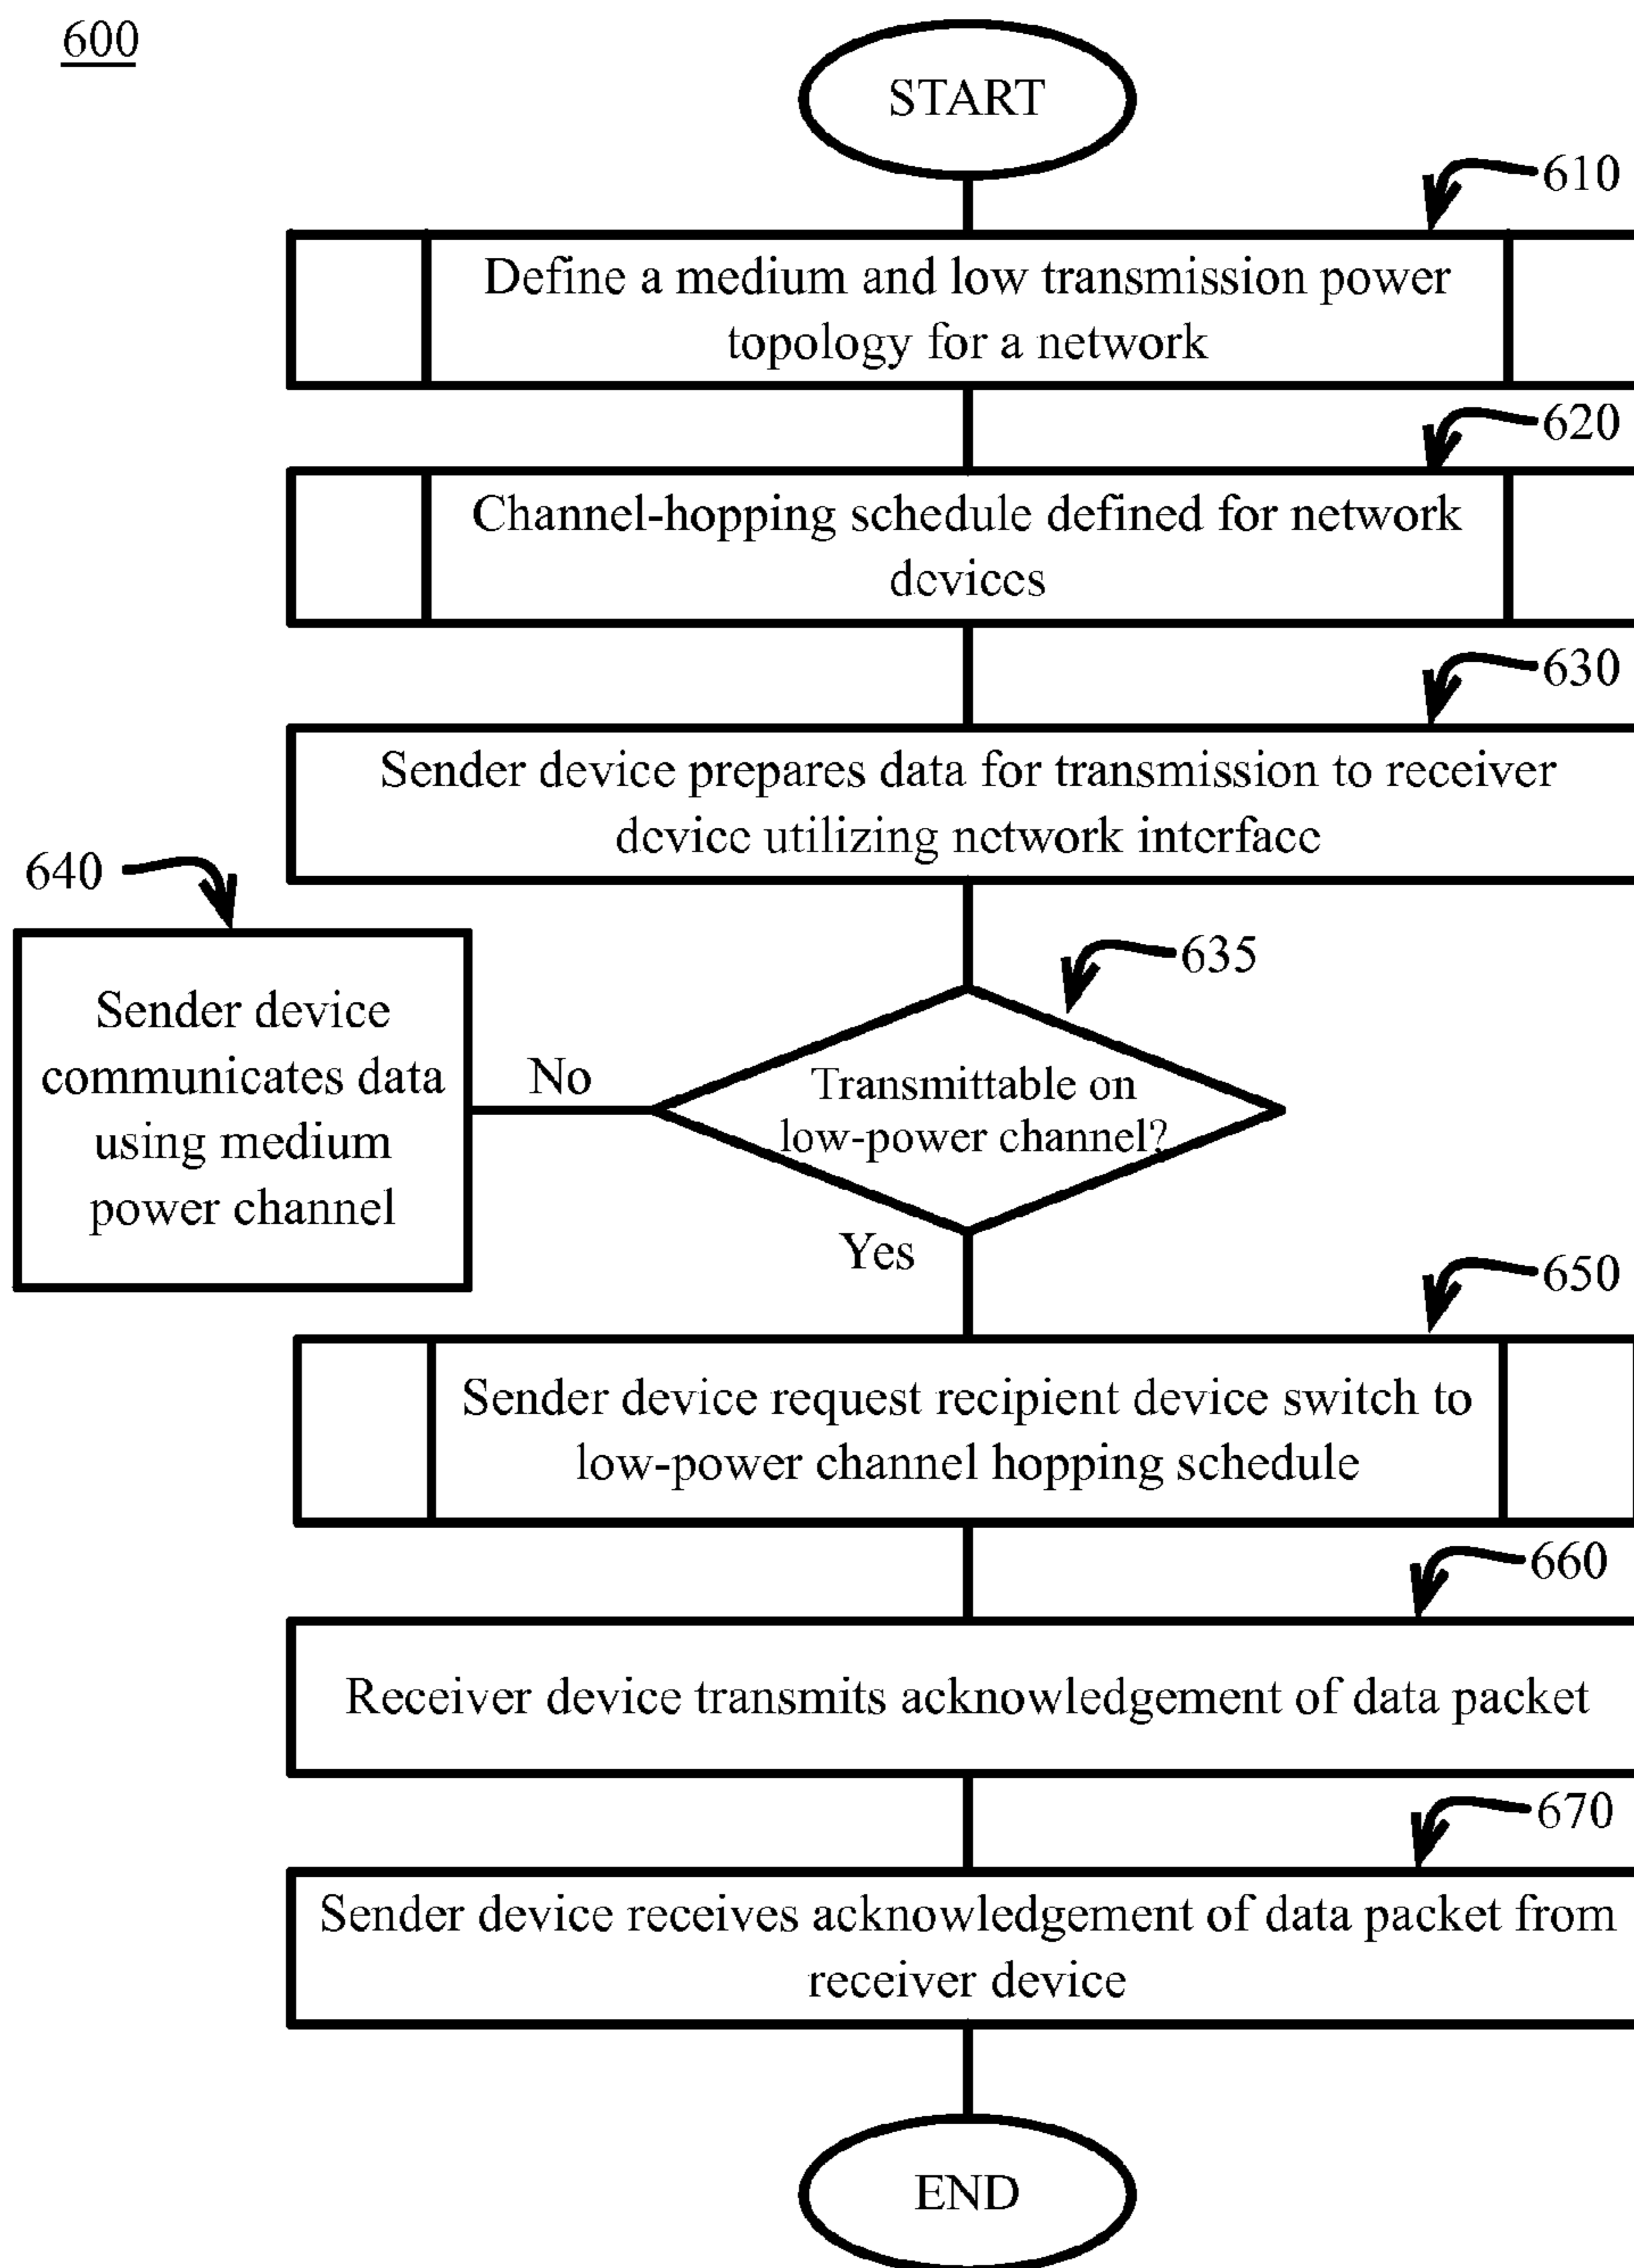 600
START
610
Define a medium and low transmission power
topology for a network
620
Channel-hopping schedule defined for network
devices
630
Sender device prepares data for transmission to receiver
device utilizing network interface
640
Sender device
communicates data
using medium
power channel
No
635
Transmittable on
low-power channel?
Yes
650
Sender device request recipient device switch to
low-power channel hopping schedule
660
Receiver device transmits acknowledgement of data packet
670
Sender device receives acknowledgement of data packet from
receiver device
END